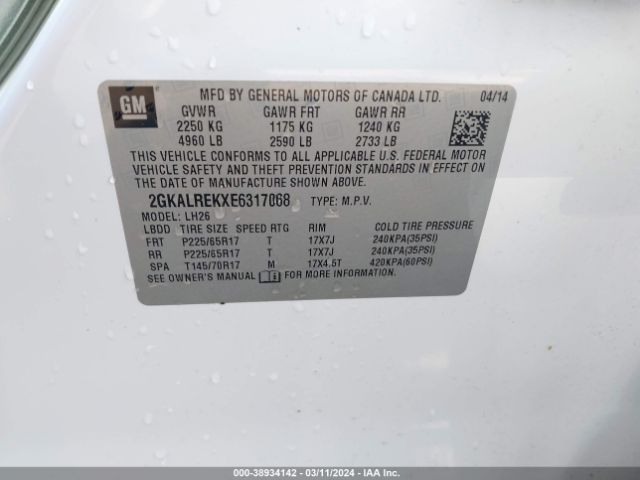 GM
MFD BY GENERAL MOTORS OF CANADA LTD. 04/14
GVWR GAWR FRT GAWR RR
2250 KG 1175 KG 1240 KG
4960 LB 2590 LB 2733 LB
THIS VEHICLE CONFORMS TO ALL APPLICABLE U.S. FEDERAL MOTOR
VEHICLE SAFETY AND THEFT PREVENTION STANDARDS IN EFFECT ON
THE DATE OF MANUFACTURE SHOWN ABOVE.
2GKALREKXE6317068 TYPE: M.P.V.
MODEL: LH26
LBDD TIRE SIZE SPEED RTG RIM COLD TIRE PRESSURE
FRT P225/65R17 T 17X7J 240KPA(35PSI)
RR P225/65R17 T 17X7J 240KPA(35PSI)
SPA T145/70R17 M 17X4.5T 420KPA(60PSI)
SEE OWNER'S MANUAL FOR MORE INFORMATION.
000-38934142 - 03/11/2024 - IAAI.COM